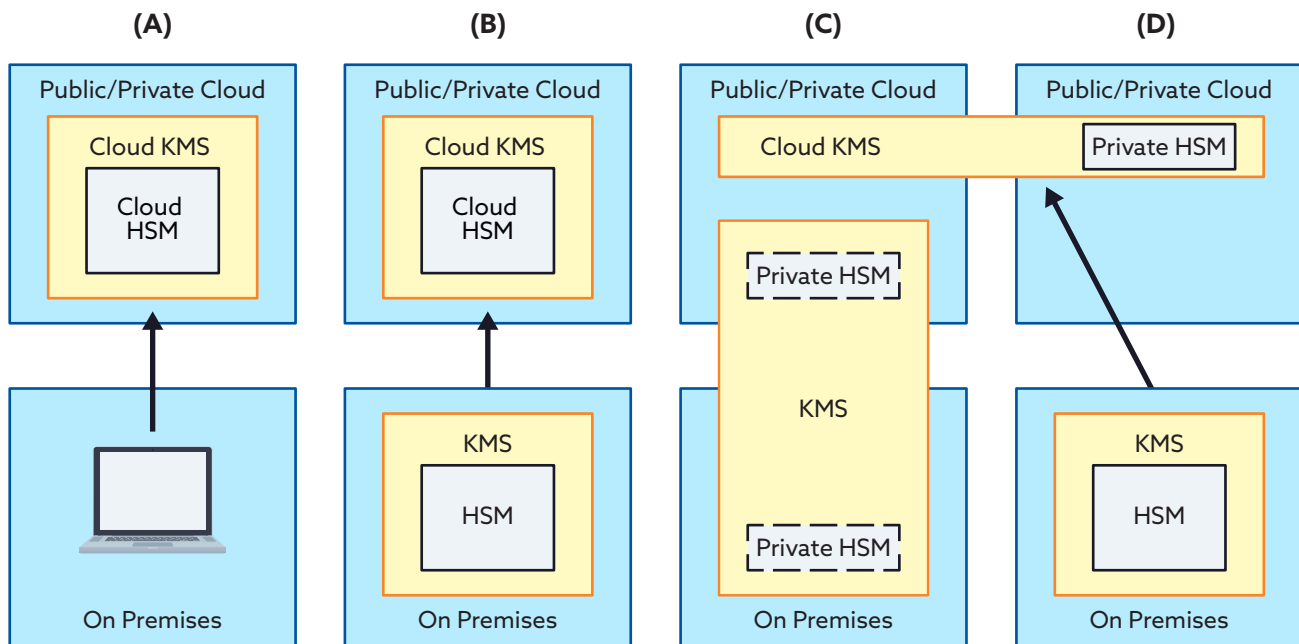 (A)
(B)
(C)
(D)
Public/Private Cloud
Public/Private Cloud
Public/Private Cloud
Public/Private Cloud
Cloud KMS
Cloud KMS
Cloud KMS
Private HSM
Cloud
HSM
Cloud
HSM
Private HSM
KMS
KMS
KMS
HSM
HSM
Private HSM
On Premises
On Premises
On Premises
On Premises